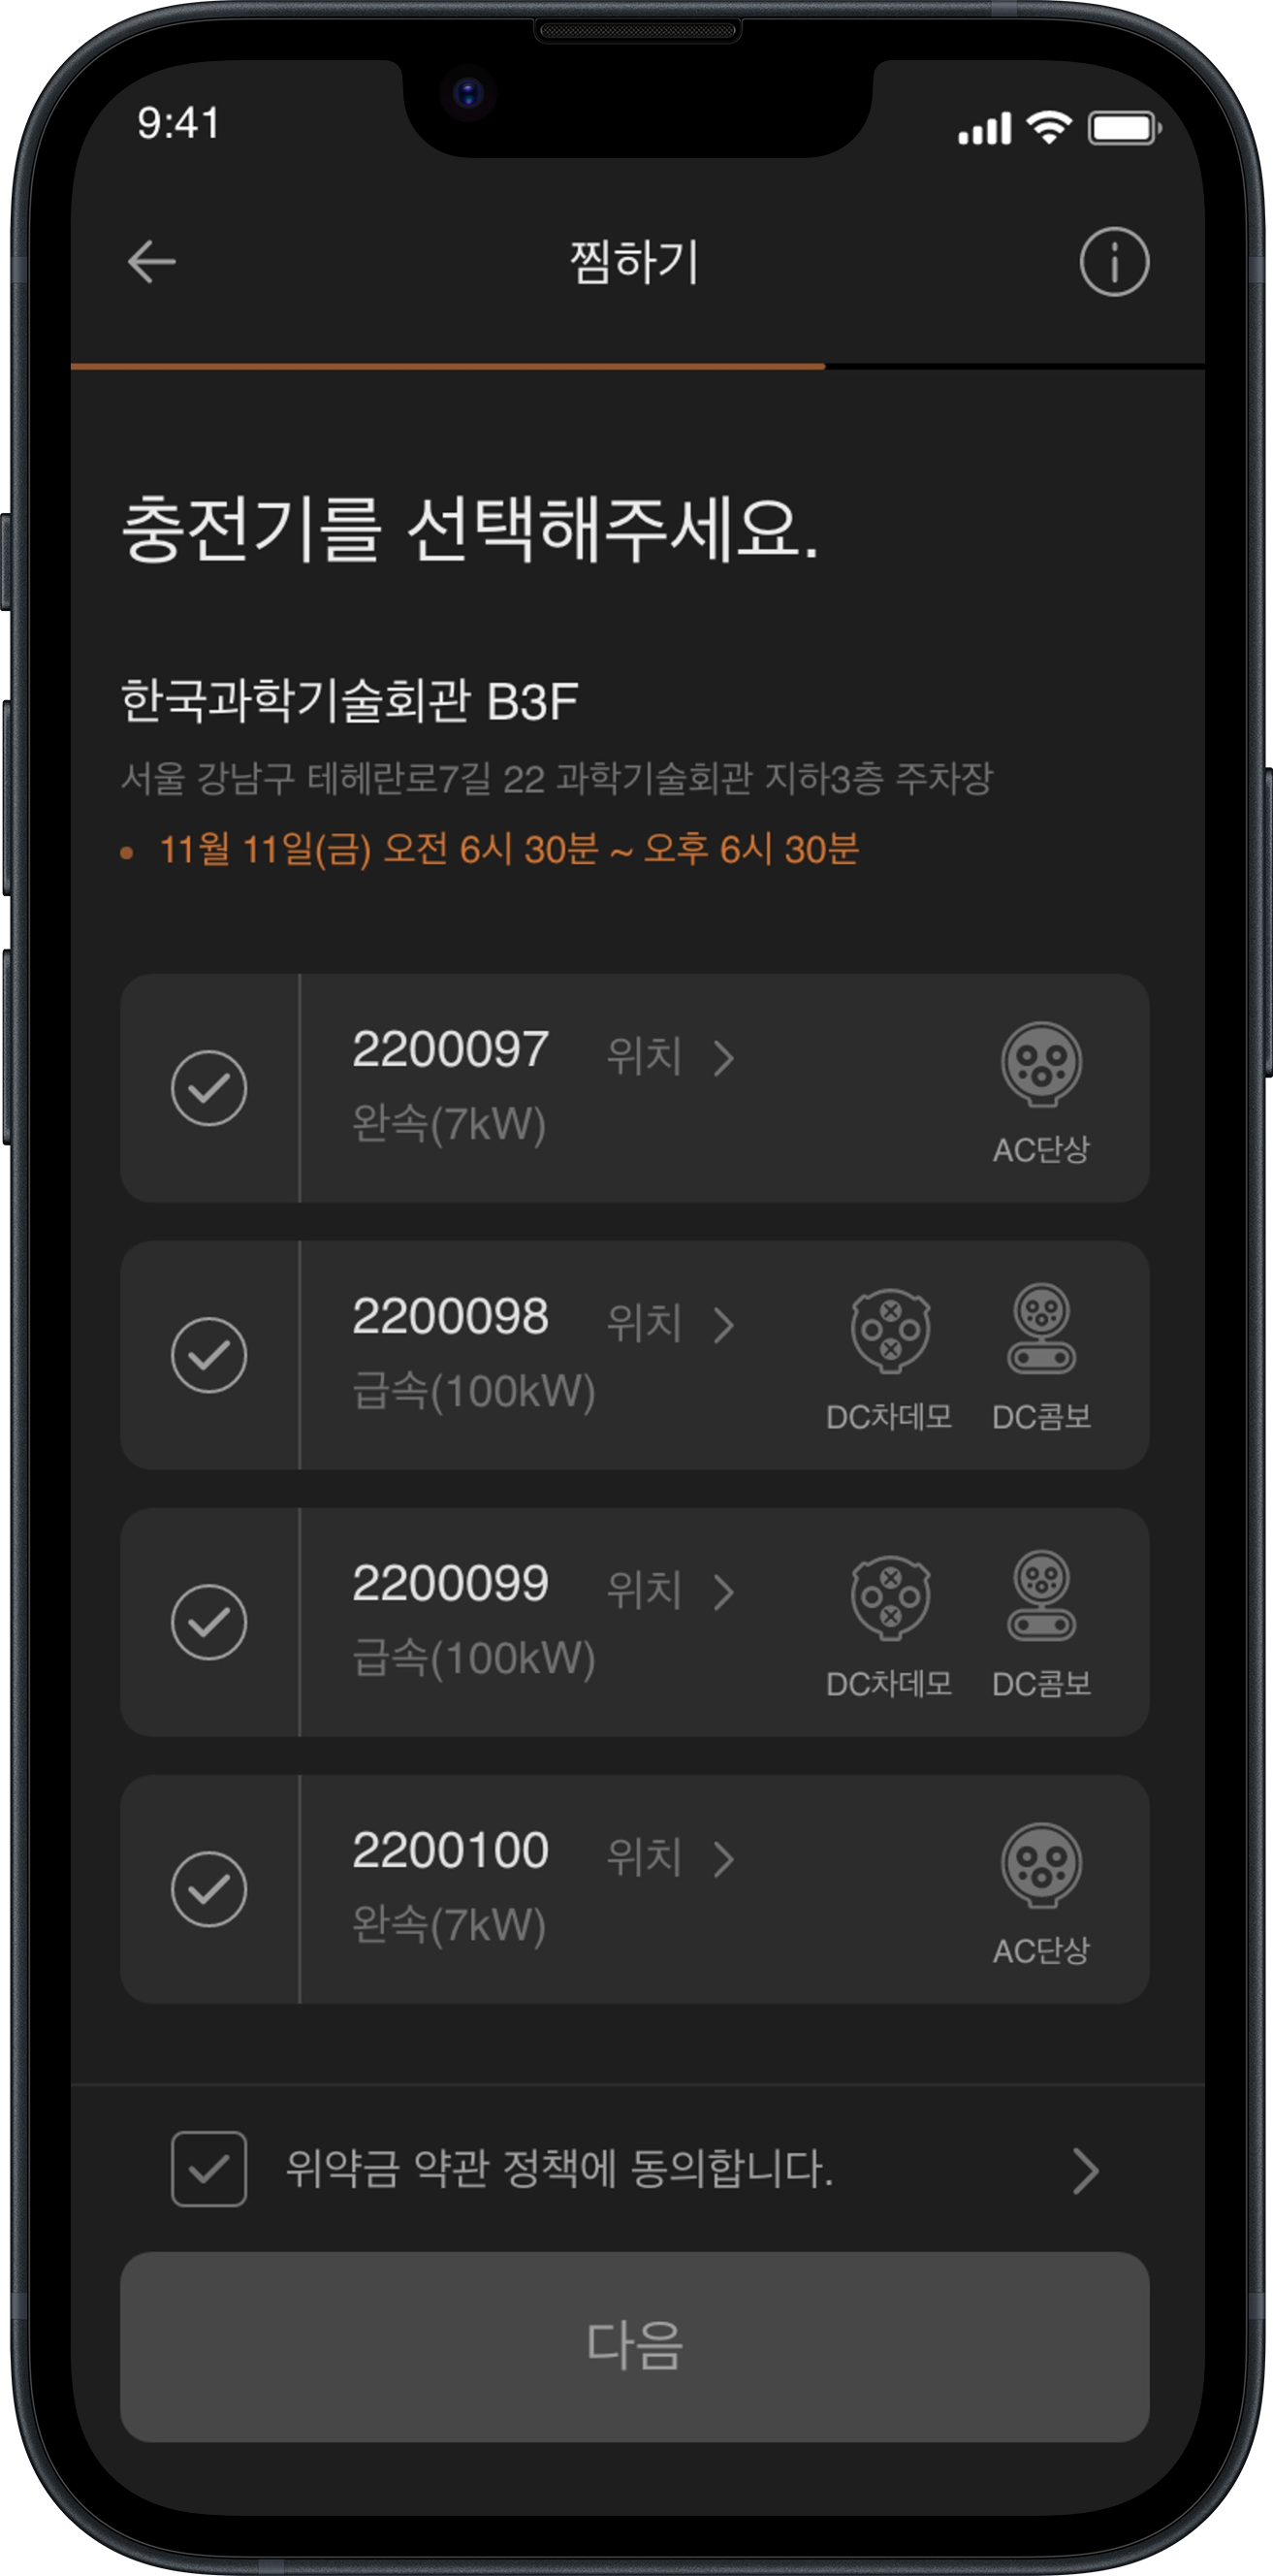 9:41
찜하기
충전기를 선택해주세요.
한국과학기술회관 B3F
서울 강남구 테헤란로7길 22 과학기술회관 지하3층 주차장
• 11월 11일(금) 오전 6시 30분 ~ 오후 6시 30분
2200097 위치 >
완속(7kW)
AC단상
2200098 위치 >
급속(100kW)
DC차데모 DC콤보
2200099 위치 >
급속(100kW)
DC차데모 DC콤보
2200100 위치 >
완속(7kW)
AC단상
위약금 약관 정책에 동의합니다. >
다음